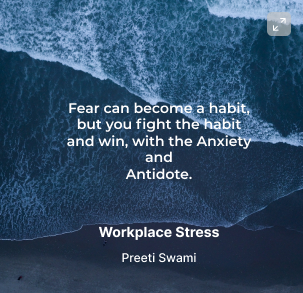 Fear can become a habit,
but you fight the habit
and win, with the Anxiety
and
Antidote.
Workplace Stress
Preeti Swami